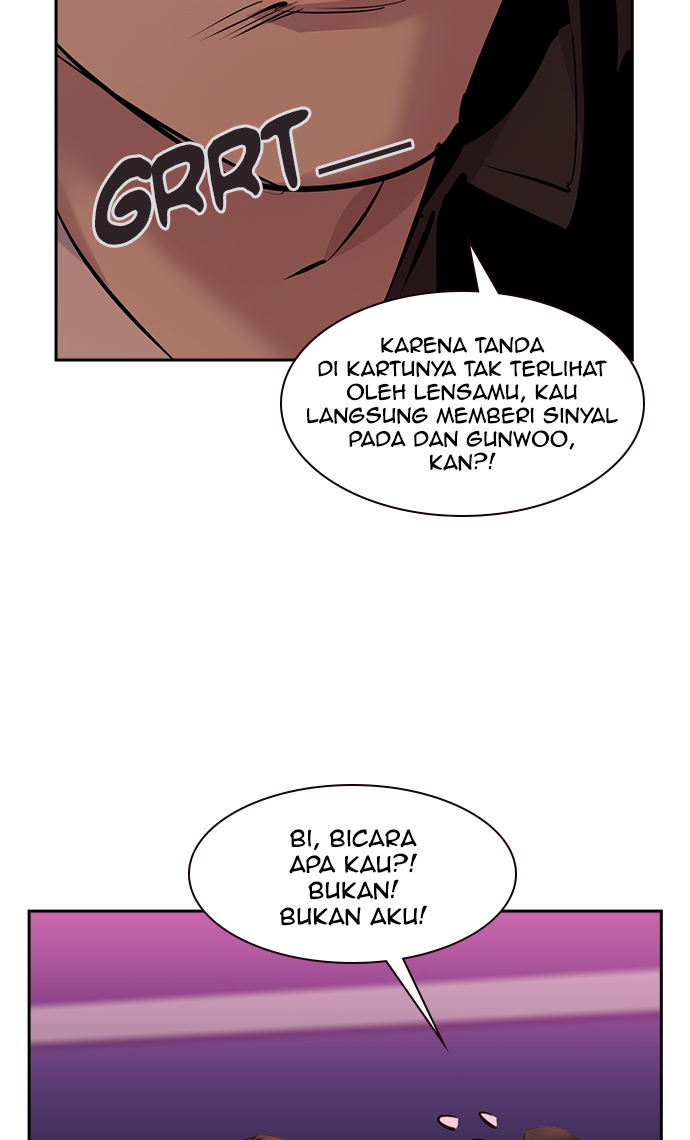 GRRT
KARENA TANDA
DI KARTUNYA TAK TERLIHAT
OLEH LENSAMU, KAU
LANGSUNG MEMBERI SINYAL
PADA DAN GUNWOO,
KAN?!
BI, BICARA
APA KAU?!
BUKAN!
BUKAN AKU!